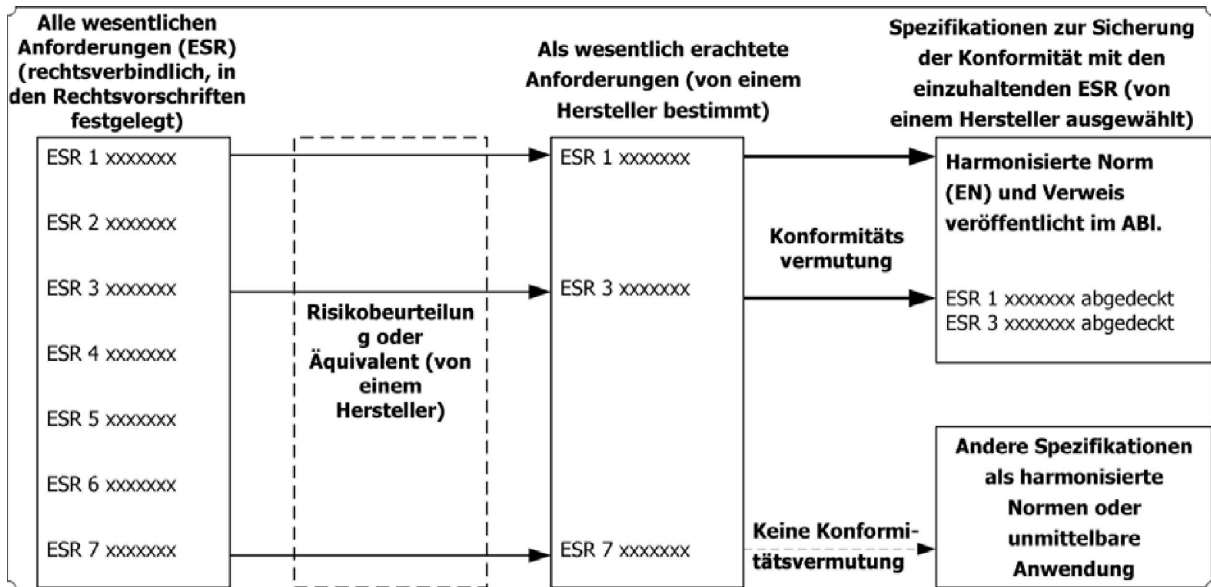 Alle wesentlichen
Anforderungen (ESR)
(rechtsverbindlich, in
den Rechtsvorschriften
festgelegt)
ESR 1 xxxxxxx
ESR 2 xxxxxxx
ESR 3 xxxxxxx
ESR 4 xxxxxxx
ESR 5 xxxxxxx
ESR 6 xxxxxxx
ESR 7 xxxxxxx
Risikobeurteilun
g oder
Äquivalent (von
einem
Hersteller)
Als wesentlich erachtete
Anforderungen (von einem
Hersteller bestimmt)
ESR 1 xxxxxxx
ESR 3 xxxxxxx
ESR 7 xxxxxxx
Konformitäts
vermutung
Keine Konformi-
tätsvermutung
Spezifikationen zur Sicherung
der Konformität mit den
einzuhaltenden ESR (von
einem Hersteller ausgewählt)
Harmonisierte Norm
(EN) und Verweis
veröffentlicht im ABl.
ESR 1 xxxxxxx abgedeckt
ESR 3 xxxxxxx abgedeckt
Andere Spezifikationen
als harmonisierte
Normen oder
unmittelbare
Anwendung